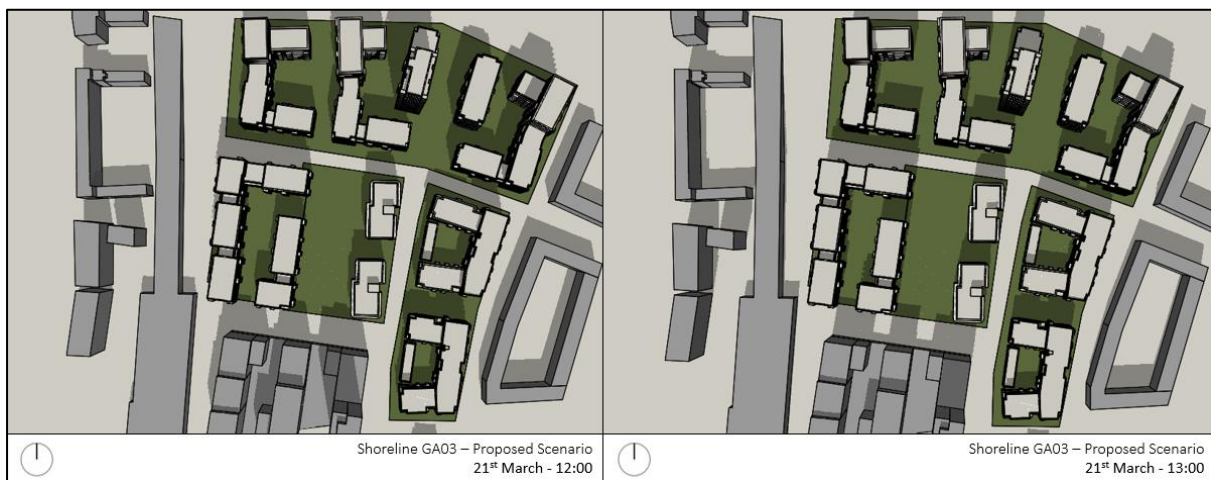 Shoreline GA03 – Proposed Scenario
21st March - 12:00
Shoreline GA03 – Proposed Scenario
21st March - 13:00